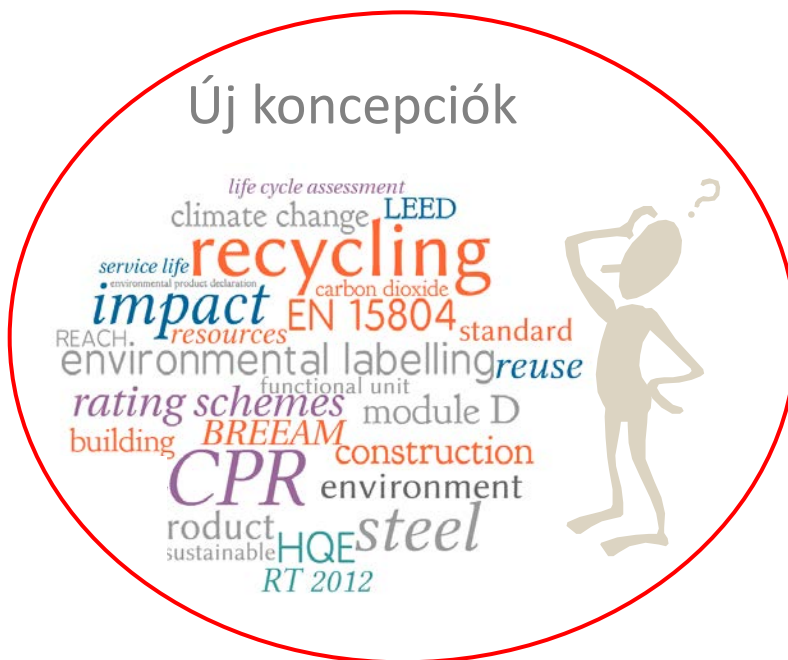 Új koncepciók
life cycle assessment
climate change LEED
recycling
service life
environmental product declaration
carbon dioxide
impact EN 15804
REACH resources standard
environmental labelling reuse
functional unit
rating schemes module D
building BREEAM construction
CPR environment
roduct steel
sustainable HQE
RT 2012
?